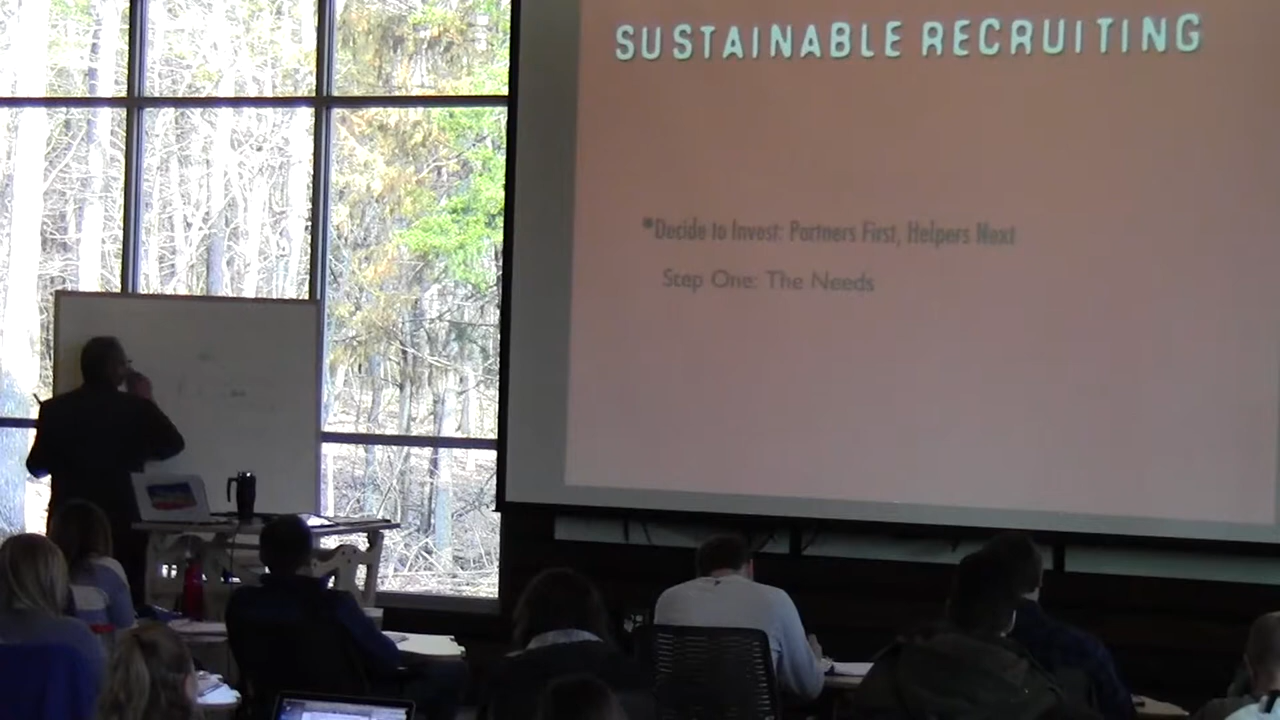 SUSTAINABLE RECRUITING
*Decide to Invest: Partners First, Helpers Next
Step One: The Needs